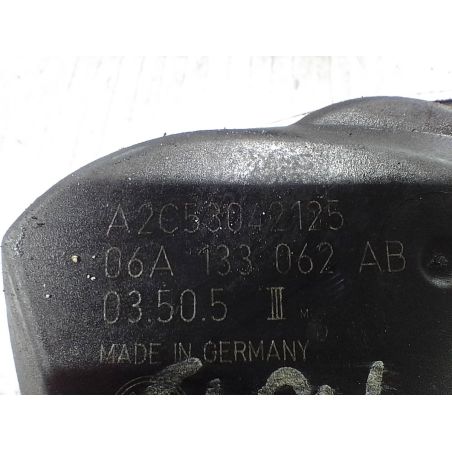 A2C53042125
06A 133 062 AB
03.50.5 III M
MADE IN GERMANY